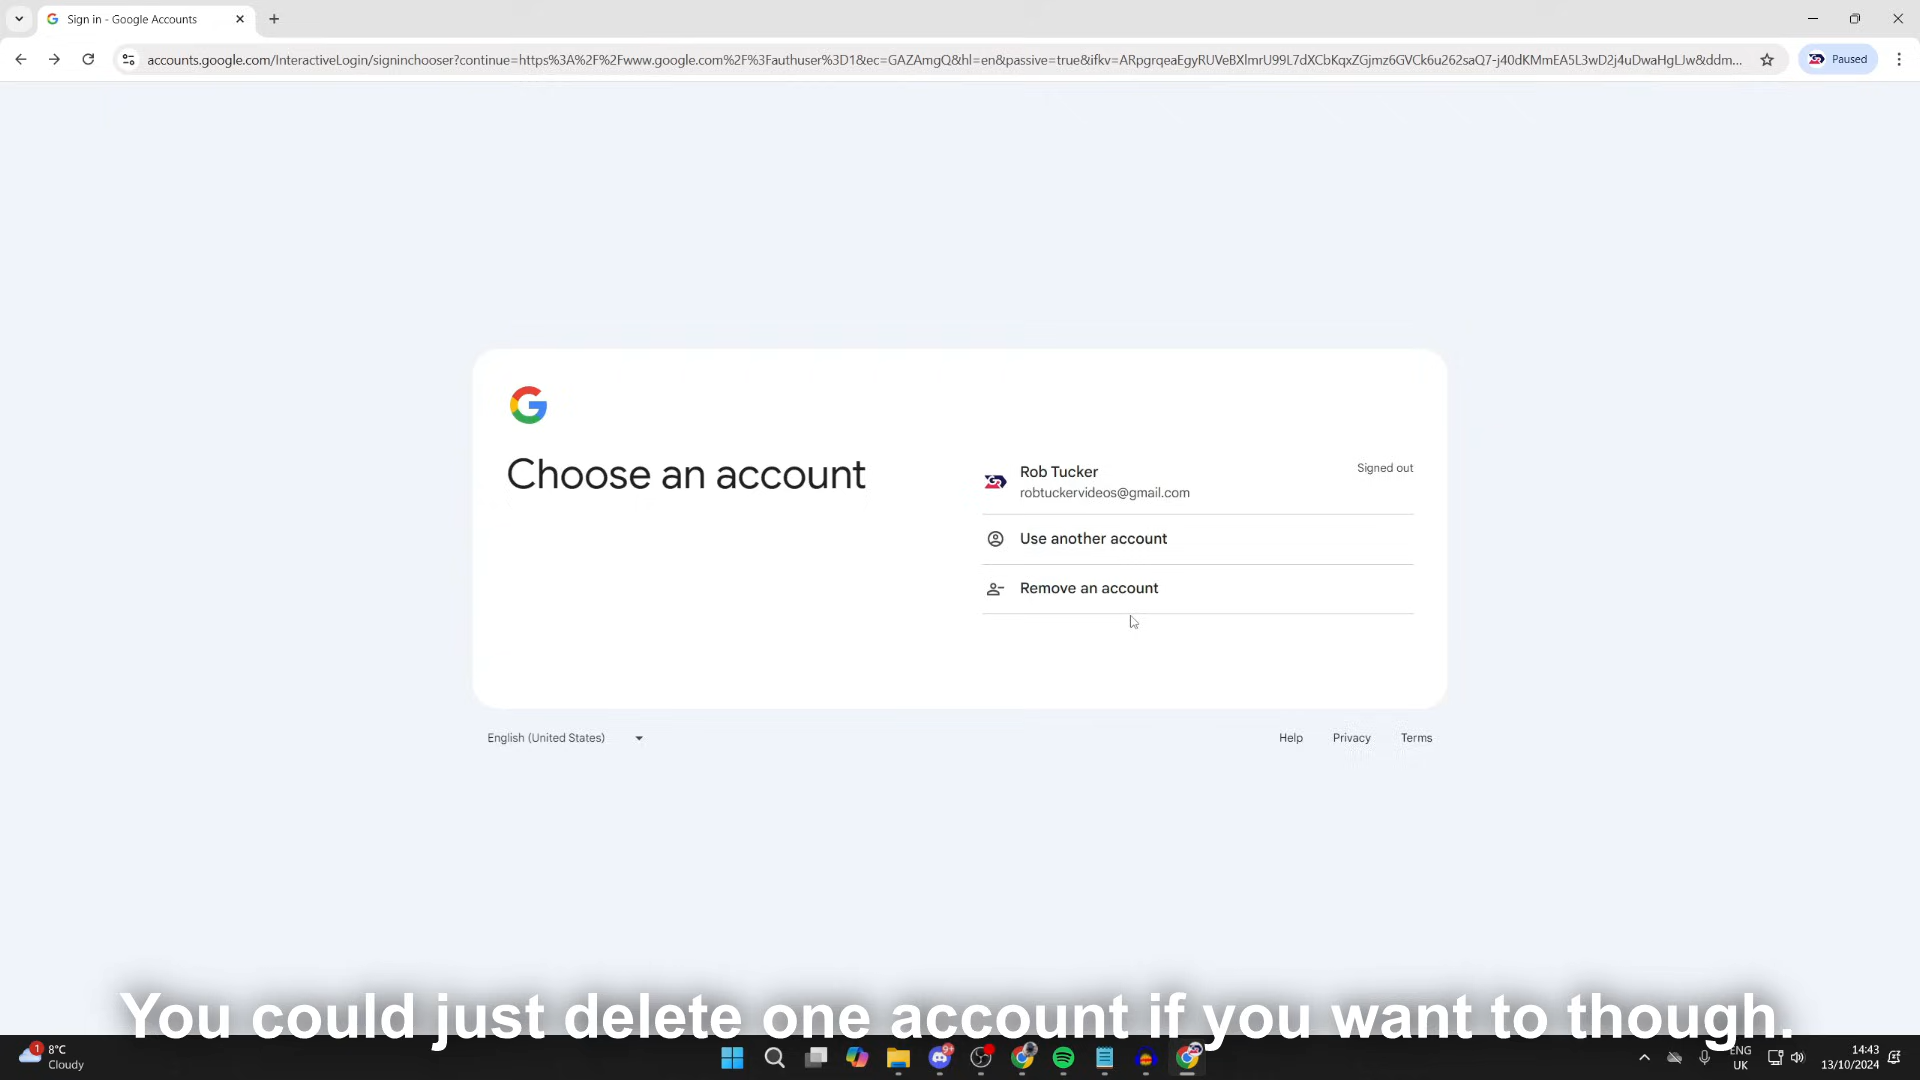 Sign in - Google Accounts
accounts.google.com/InteractiveLogin/signinchooser?continue=https%3A%2F%2Fwww.google.com%2F%3Fauthuser%3D1&ec=GAZAmgQ&hl=en&passive=true&ifkv=ARpgrqeaEgyRUVeBXlmrU99L7dXCbKqxZGjmz6GVCk6u262saQ7-j40dKMmEA5L3wD2j4uDwaHgLJw&ddm...
Paused
Choose an account
Rob Tucker
Signed out
robtuckervideos@gmail.com
Use another account
Remove an account
English (United States)
Help
Privacy
Terms
You could just delete one account if you want to though.
1
8°C
Cloudy
9+
ENG
UK
14:43
13/10/2024